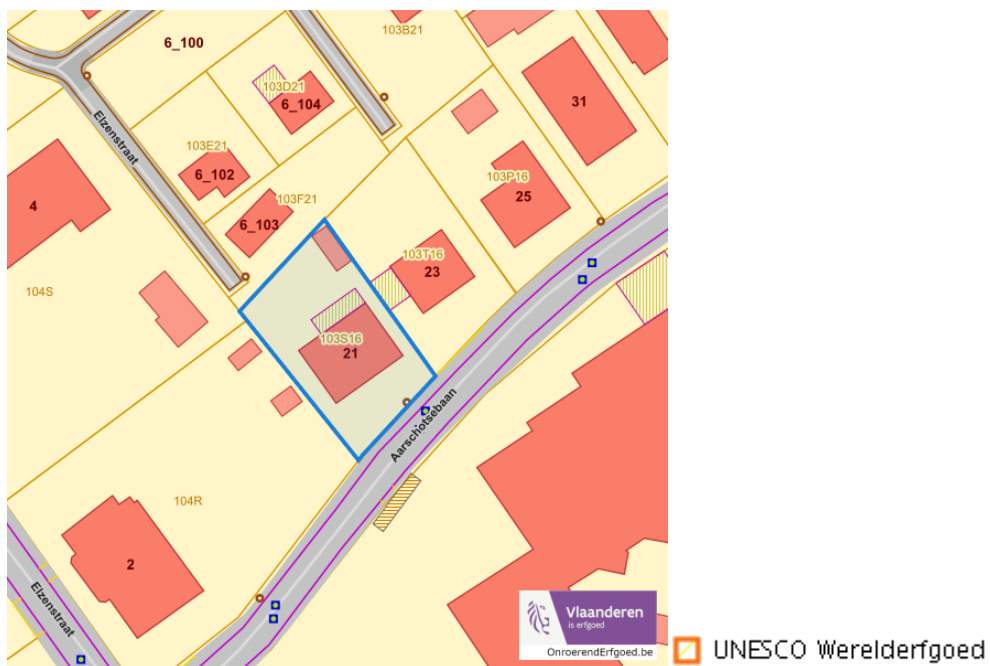 6_100
103B21
103D21
6_104
31
Elzenstraat
103E21
6_102
103P16
25
4
103F21
6_103
103T16
23
104S
103S16
21
Aarschotsebaan
104R
2
Elzenstraat
Vlaanderen
is erfgoed
OnroerendErfgoed.be
UNESCO Werelderfgoed